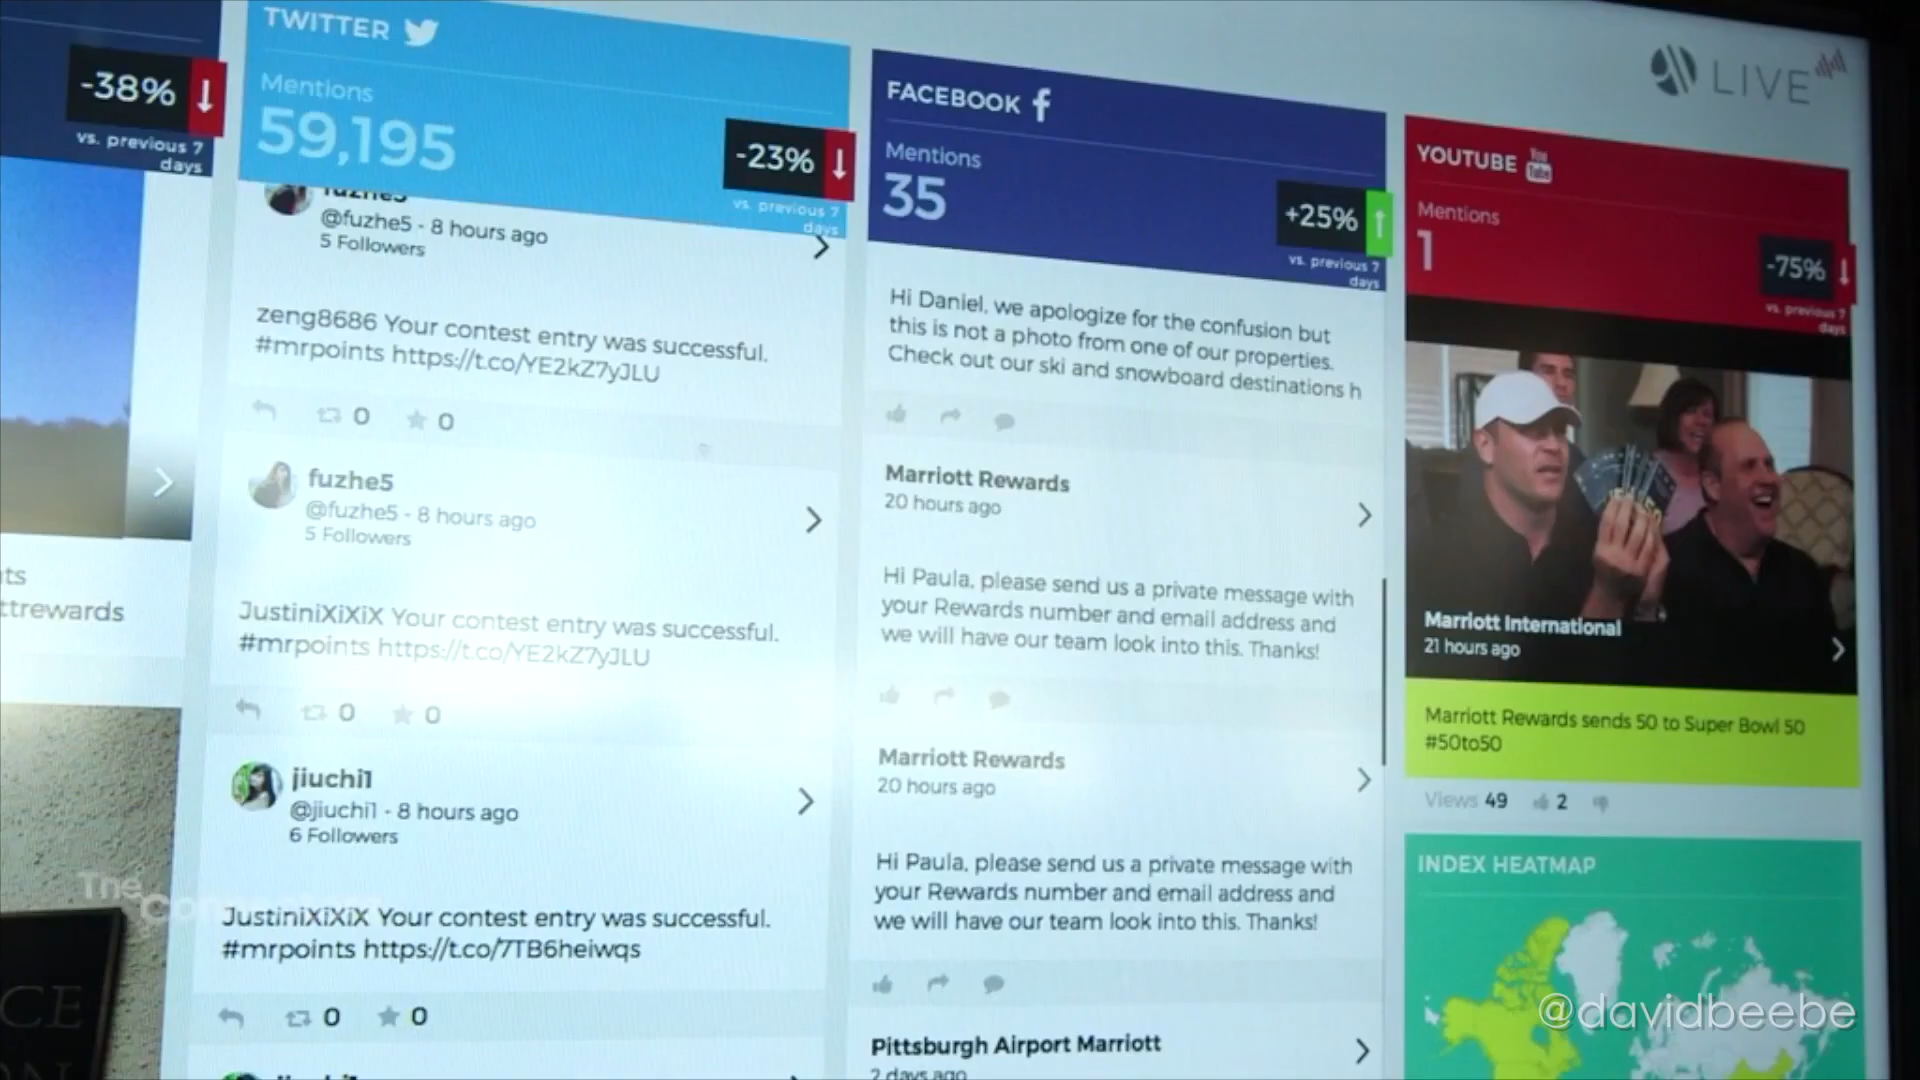 -38%
vs. previous 7
days
ts
ttrewards
TWITTER
Mentions
59,195
-23%
vs. previous 7
days
fuzhe5
@fuzhe5 - 8 hours ago
5 Followers
zeng8686 Your contest entry was successful.
#mrpoints https://t.co/YE2kZ7yJLU
0 0
fuzhe5
@fuzhe5 - 8 hours ago
5 Followers
JustiniXiXiX Your contest entry was successful.
#mrpoints https://t.co/YE2kZ7yJLU
0 0
jiuchi1
@jiuchi1 - 8 hours ago
6 Followers
JustiniXiXiX Your contest entry was successful.
#mrpoints https://t.co/7TB6heiwqs
0 0
FACEBOOK
Mentions
35
+25%
vs. previous 7
days
Hi Daniel, we apologize for the confusion but
this is not a photo from one of our properties.
Check out our ski and snowboard destinations h
Marriott Rewards
20 hours ago
Hi Paula, please send us a private message with
your Rewards number and email address and
we will have our team look into this. Thanks!
Marriott Rewards
20 hours ago
Hi Paula, please send us a private message with
your Rewards number and email address and
we will have our team look into this. Thanks!
Pittsburgh Airport Marriott
2 days ago
LIVE
YOUTUBE You Tube
Mentions
1
-75%
vs. previous 7
days
Marriott International
21 hours ago
Marriott Rewards sends 50 to Super Bowl 50
#50to50
Views 49 2
INDEX HEATMAP
The
CE
ON
@davidbeebe